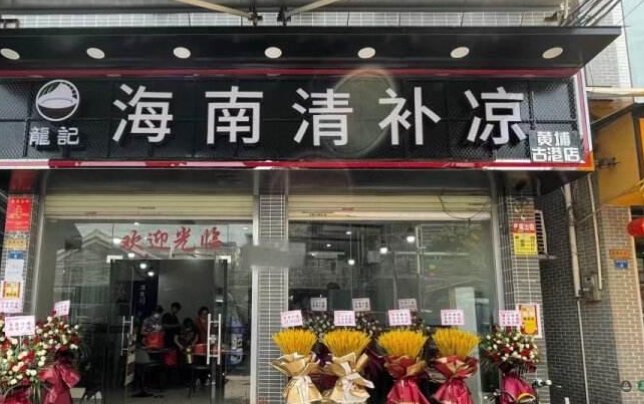 龍記
海南清补凉
黄埔
古港店
欢迎光临